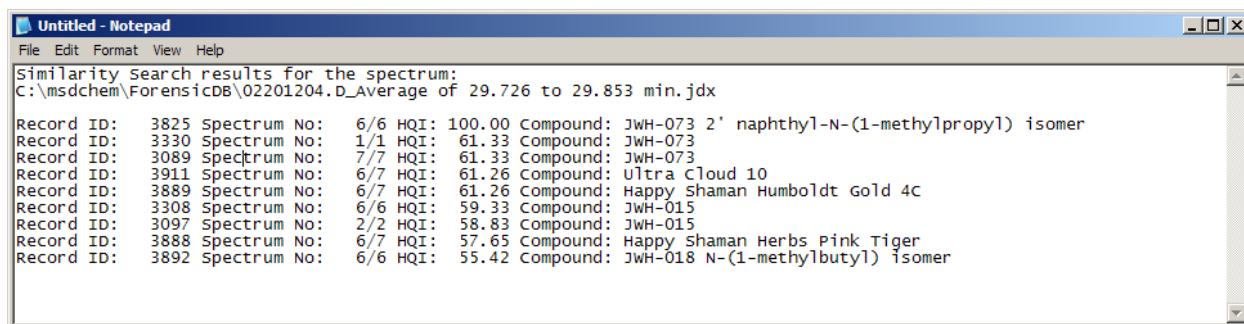 Untitled - Notepad
File Edit Format View Help
Similarity Search results for the spectrum:
C:\msdchem\ForensicDB\02201204.D_Average of 29.726 to 29.853 min.jdx
Record ID: 3825 Spectrum No: 6/6 HQI: 100.00 Compound: JWH-073 2' naphthyl-N-(1-methylpropyl) isomer
Record ID: 3330 Spectrum No: 1/1 HQI: 61.33 Compound: JWH-073
Record ID: 3089 Spectrum No: 7/7 HQI: 61.33 Compound: JWH-073
Record ID: 3911 Spectrum No: 6/7 HQI: 61.26 Compound: Ultra Cloud 10
Record ID: 3889 Spectrum No: 6/7 HQI: 61.26 Compound: Happy Shaman Humboldt Gold 4C
Record ID: 3308 Spectrum No: 6/6 HQI: 59.33 Compound: JWH-015
Record ID: 3097 Spectrum No: 2/2 HQI: 58.83 Compound: JWH-015
Record ID: 3888 Spectrum No: 6/7 HQI: 57.65 Compound: Happy Shaman Herbs Pink Tiger
Record ID: 3892 Spectrum No: 6/6 HQI: 55.42 Compound: JWH-018 N-(1-methylbutyl) isomer